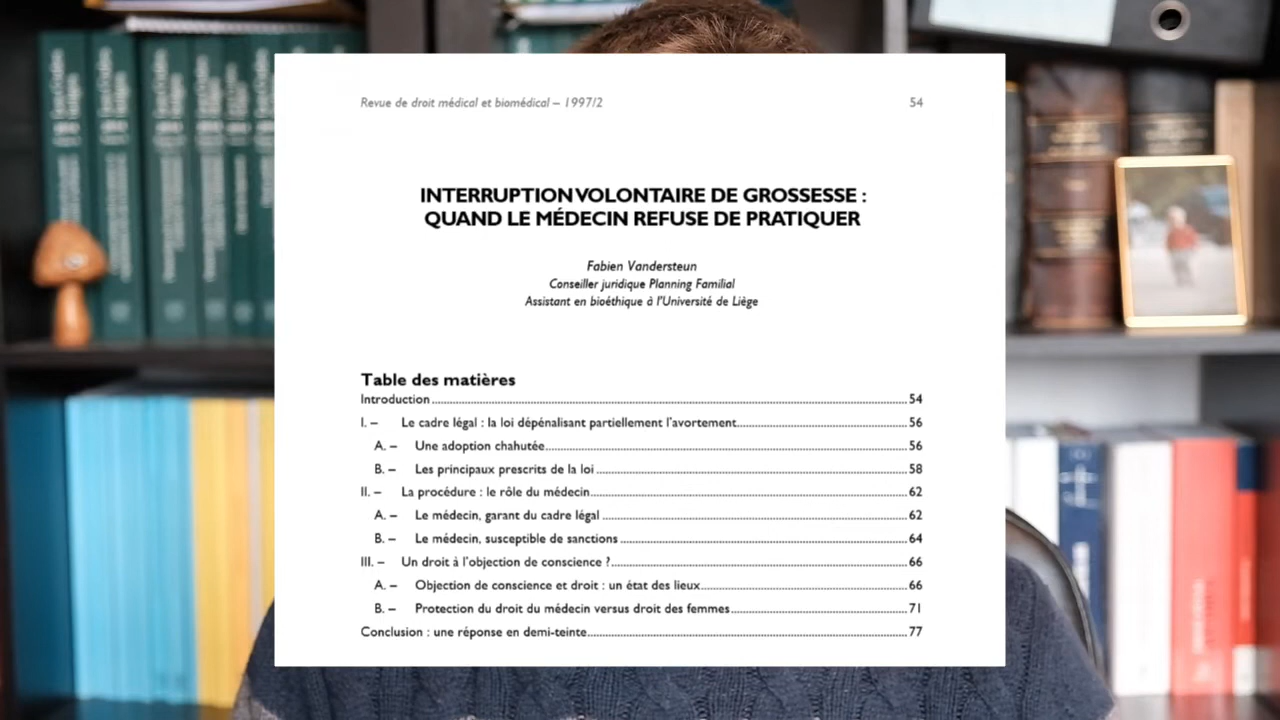 Revue de droit médical et biomédical – 1997/2 54
INTERRUPTION VOLONTAIRE DE GROSSESSE :
QUAND LE MÉDECIN REFUSE DE PRATIQUER
Fabien Vandersteun
Conseiller juridique Planning Familial
Assistant en bioéthique à l'Université de Liège
Table des matières
Introduction 54
I. – Le cadre légal : la loi dépénalisant partiellement l'avortement 56
A. – Une adoption chahutée 56
B. – Les principaux prescrits de la loi 58
II. – La procédure : le rôle du médecin 62
A. – Le médecin, garant du cadre légal 62
B. – Le médecin, susceptible de sanctions 64
III. – Un droit à l'objection de conscience ? 66
A. – Objection de conscience et droit : un état des lieux 66
B. – Protection du droit du médecin versus droit des femmes 71
Conclusion : une réponse en demi-teinte 77